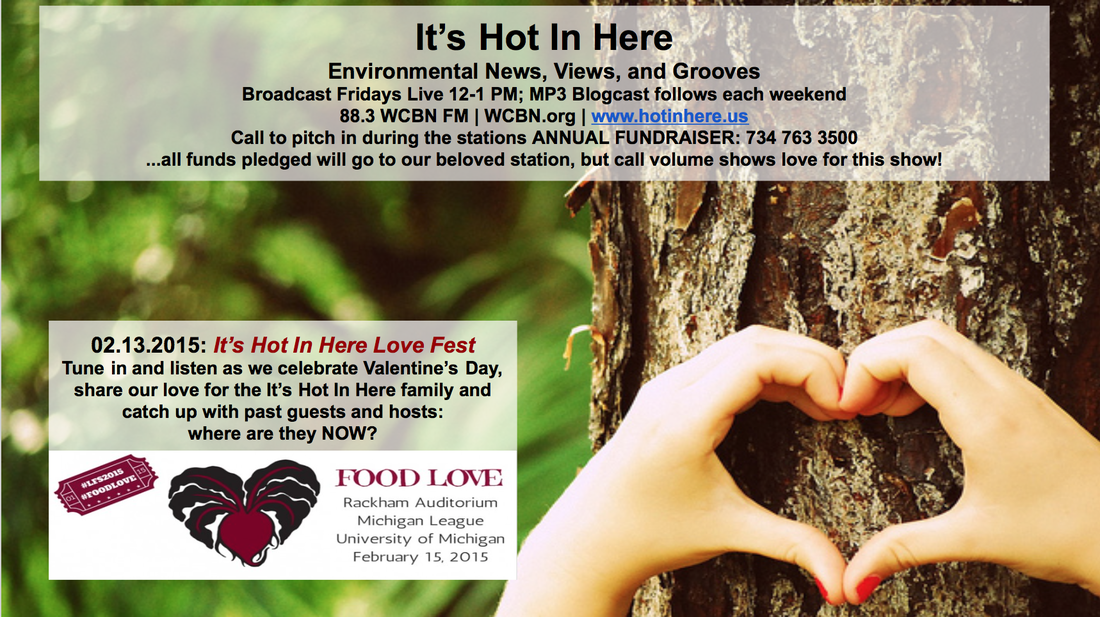 It's Hot In Here
Environmental News, Views, and Grooves
Broadcast Fridays Live 12-1 PM; MP3 Blogcast follows each weekend
88.3 WCBN FM | WCBN.org | www.hotinhere.us
Call to pitch in during the stations ANNUAL FUNDRAISER: 734 763 3500
...all funds pledged will go to our beloved station, but call volume shows love for this show!
02.13.2015: It's Hot In Here Love Fest
Tune in and listen as we celebrate Valentine's Day,
share our love for the It's Hot In Here family and
catch up with past guests and hosts:
where are they NOW?
#LFS2015
#FOODLOVE
FOOD LOVE
Rackham Auditorium
Michigan League
University of Michigan
February 15, 2015